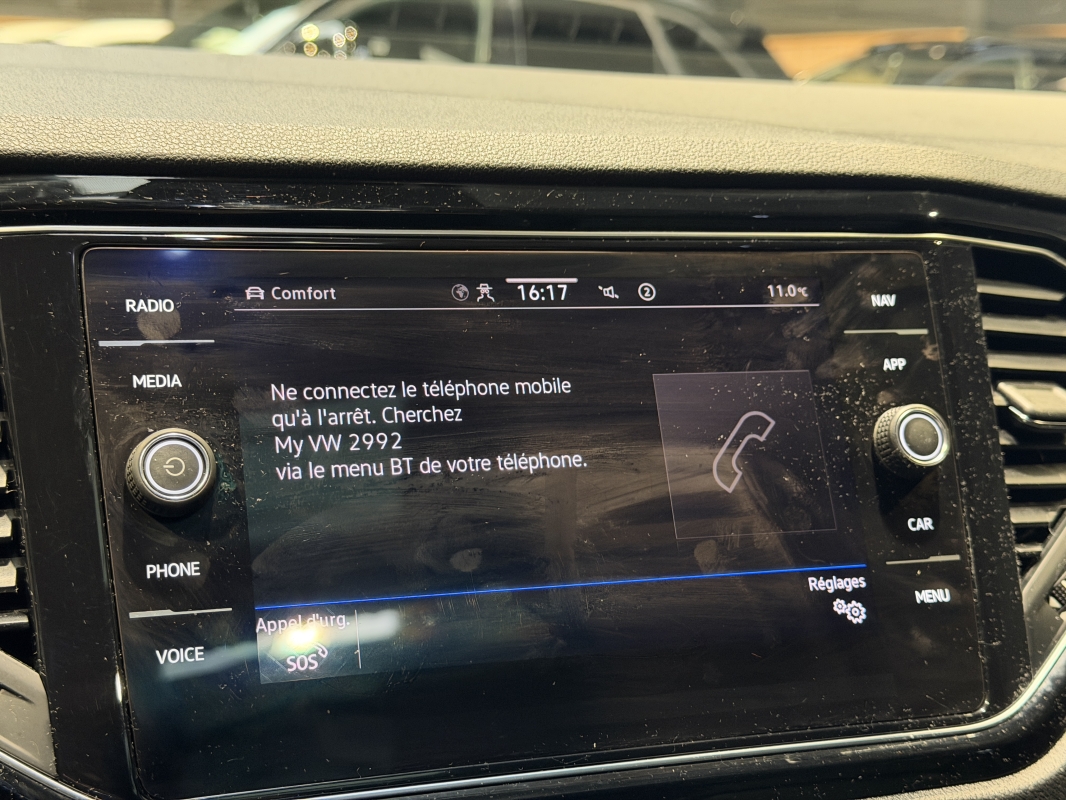 RADIO
Comfort
16:17
2
11.0°C
NAV
MEDIA
APP
Ne connectez le téléphone mobile
qu'à l'arrêt. Cherchez
My VW 2992
via le menu BT de votre téléphone.
CAR
PHONE
Réglages
MENU
Appel d'urg.
VOICE
SOS